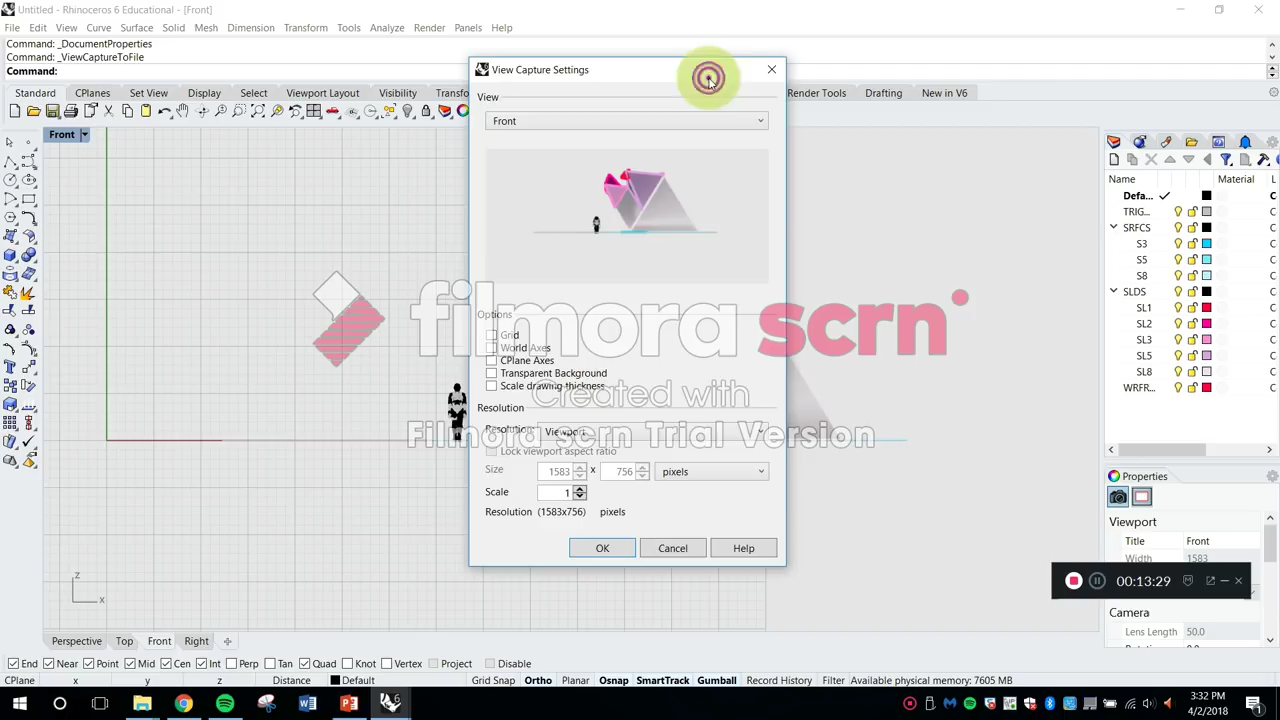 Untitled - Rhinoceros 6 Educational - [Front]
File Edit View Curve Surface Solid Mesh Dimension Transform Tools Analyze Render Panels Help
Command: _DocumentProperties
Command: _ViewCaptureToFile
Command:
Standard CPlanes Set View Display Select Viewport Layout Visibility Transfo Render Tools Drafting New in V6
Front
View Capture Settings
View
Front
Options
Grid
World Axes
CPlane Axes
Transparent Background
Scale drawing thickness
Resolution
Viewport
Lock viewport aspect ratio
Size 1583 x 756 pixels
Scale 1
Resolution (1583x756) pixels
OK Cancel Help
filmora scrn
Created with
Filmora scrn Trial Version
Name Material L
Defa... C
TRIG... C
SRFCS C
S3 C
S5 C
S8 C
SLDS C
SL1 C
SL2 C
SL3 C
SL5 C
SL8 C
WRFR... C
Properties
Viewport
Title Front
Width 1583
00:13:29
Camera
Lens Length 50.0
z
x
Perspective Top Front Right
End Near Point Mid Cen Int Perp Tan Quad Knot Vertex Project Disable
CPlane x y z Distance Default Grid Snap Ortho Planar Osnap SmartTrack Gumball Record History Filter Available physical memory: 7605 MB
3:32 PM
4/2/2018